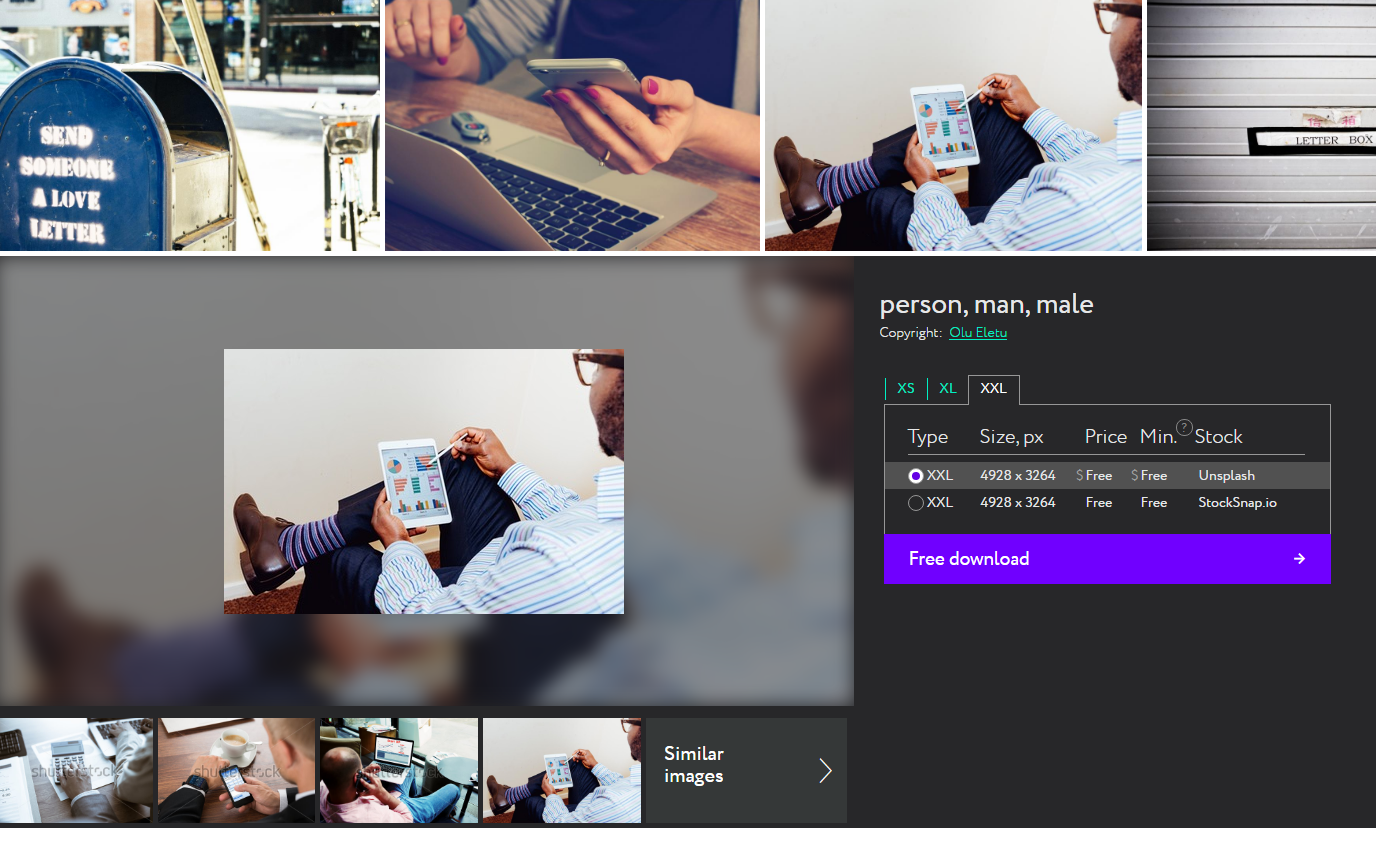 SEND
SOMEONE
A LOVE
LETTER
LETTER BOX
person, man, male
Copyright: Olu Eletu
XS XL XXL
Type Size, px Price Min. ? Stock
XXL 4928 x 3264 $ Free $ Free Unsplash
XXL 4928 x 3264 Free Free StockSnap.io
Free download
shutterstock
shutterstock
shutterstock
Similar
images